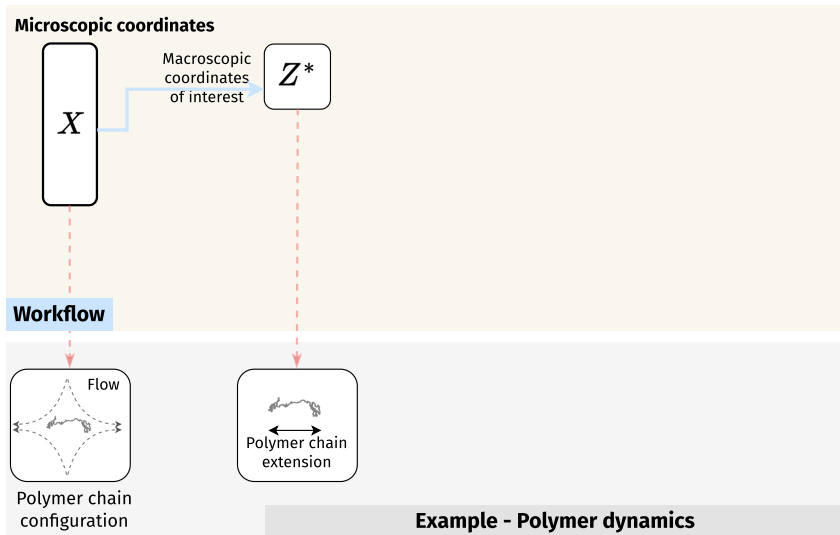 Microscopic coordinates
Macroscopic
coordinates
of interest
X
Z*
Workflow
Flow
Polymer chain
extension
Polymer chain
configuration
Example - Polymer dynamics